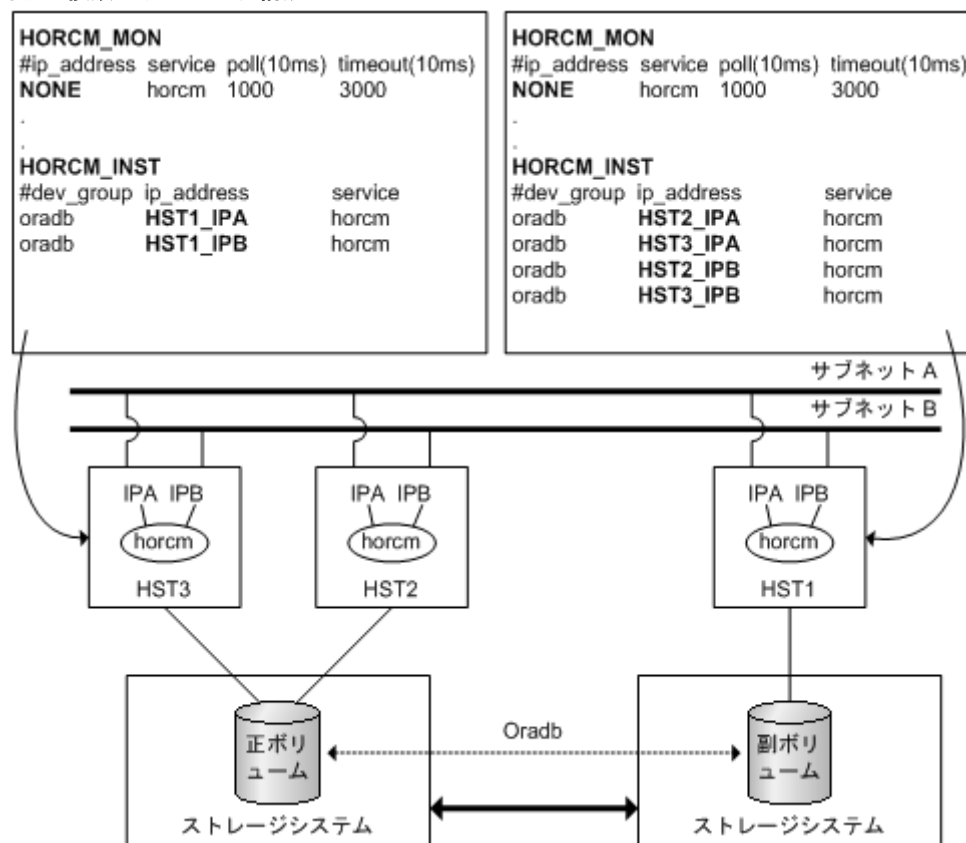 HORCM_MON
#ip_address service poll(10ms) timeout(10ms)
NONE horcm 1000 3000
.
.
HORCM_INST
#dev_group ip_address service
oradb HST1_IPA horcm
oradb HST1_IPB horcm
HORCM_MON
#ip_address service poll(10ms) timeout(10ms)
NONE horcm 1000 3000
.
.
HORCM_INST
#dev_group ip_address service
oradb HST2_IPA horcm
oradb HST3_IPA horcm
oradb HST2_IPB horcm
oradb HST3_IPB horcm
サブネット A
サブネット B
IPA IPB
horcm
HST3
IPA IPB
horcm
HST2
IPA IPB
horcm
HST1
正ボリ
ューム
ストレージシステム
Oradb
副ボリ
ューム
ストレージシステム